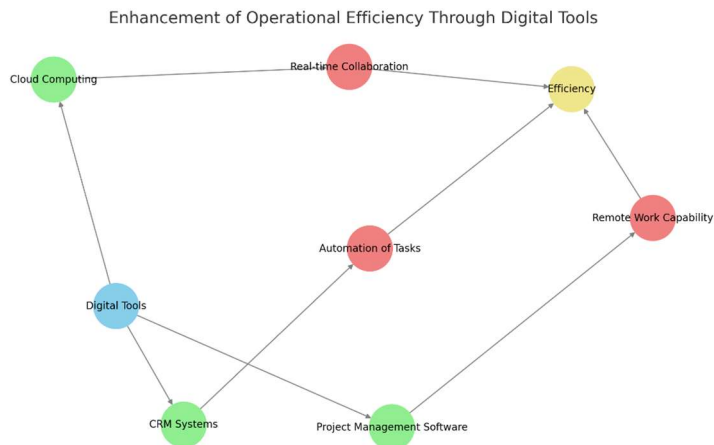 Enhancement of Operational Efficiency Through Digital Tools
Real-time Collaboration
Cloud Computing
Efficiency
Remote Work Capability
Automation of Tasks
Digital Tools
CRM Systems
Project Management Software